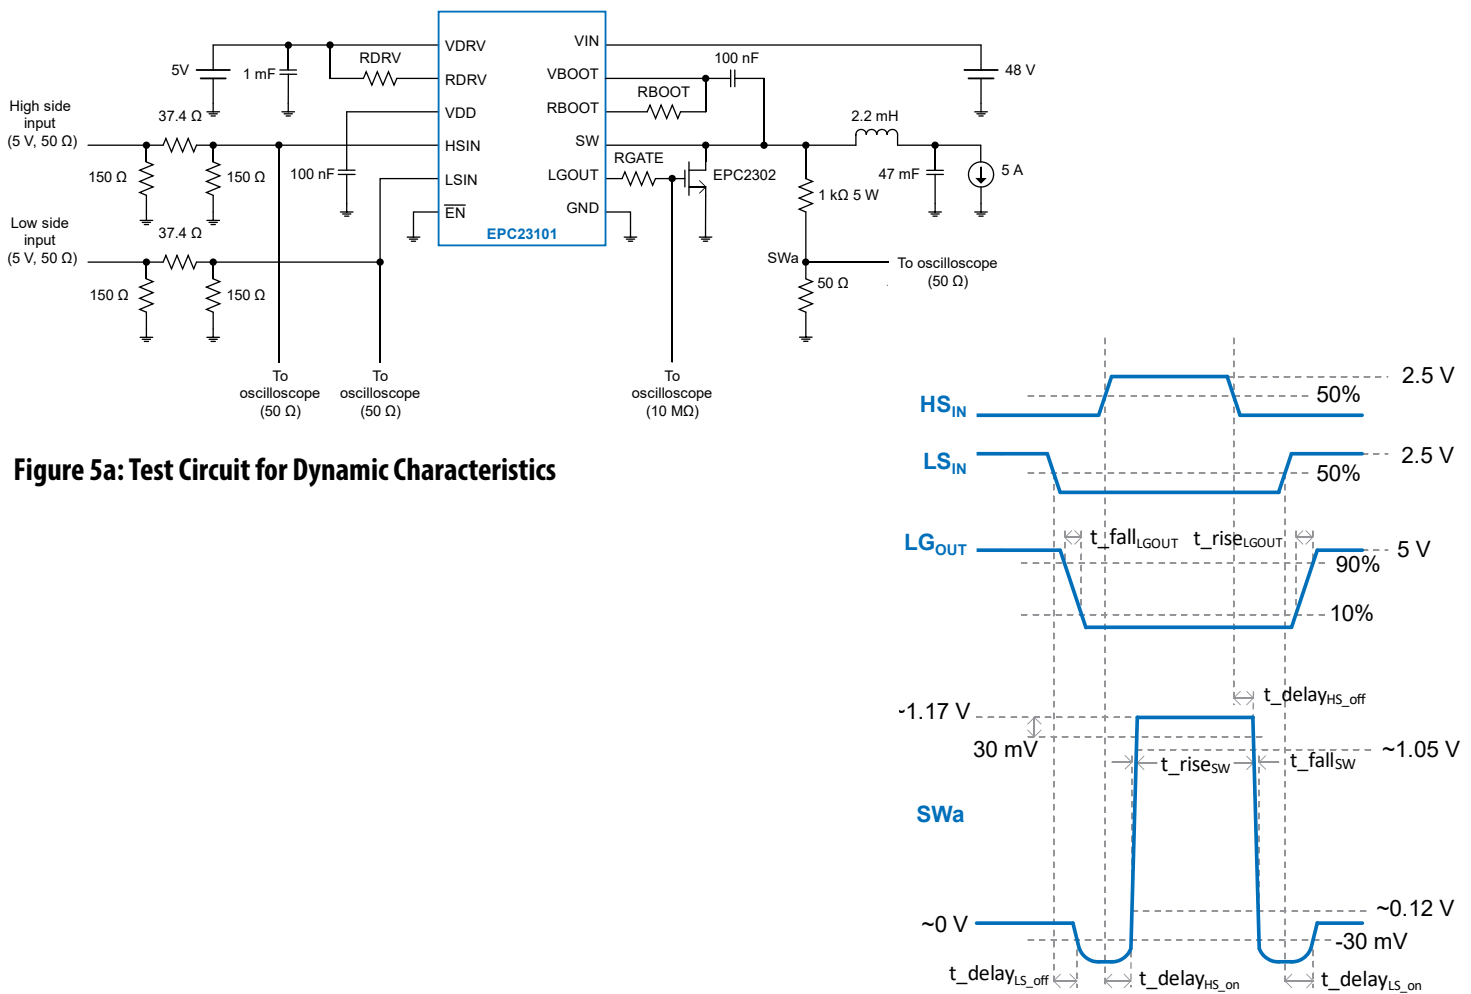 VDRV
RDRV
VDD
HSIN
LSIN
EN
VIN
VBOOT
RBOOT
SW
LGOUT
GND
EPC23101
5V
1 mF
RDRV
High side
input
(5 V, 50 Ω)
37.4 Ω
150 Ω
150 Ω
100 nF
Low side
input
(5 V, 50 Ω)
37.4 Ω
150 Ω
150 Ω
100 nF
RBOOT
48 V
2.2 mH
RGATE
EPC2302
1 kΩ 5 W
47 mF
5 A
SWa
To oscilloscope
(50 Ω)
50 Ω
To
oscilloscope
(50 Ω)
To
oscilloscope
(50 Ω)
To
oscilloscope
(10 MΩ)
Figure 5a: Test Circuit for Dynamic Characteristics
HSIN
2.5 V
50%
LSIN
2.5 V
50%
LGOUT
t_fallLGOUT
t_riseLGOUT
5 V
90%
10%
t_delayHS_off
~1.17 V
30 mV
~1.05 V
t_riseSW
t_fallSW
SWa
~0.12 V
~0 V
-30 mV
t_delayLS_off
t_delayHS_on
t_delayLS_on